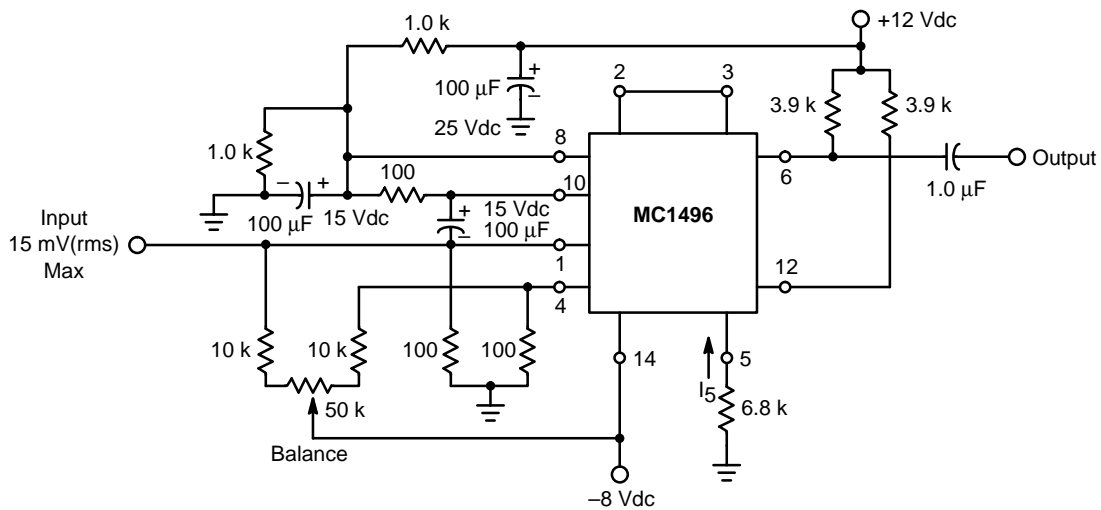 1.0 k
+12 Vdc
2
3
100 µF
+
–
25 Vdc
3.9 k
3.9 k
1.0 k
8
6
Output
1.0 µF
–
+
100
10
100 µF
15 Vdc
+
–
15 Vdc
100 µF
MC1496
Input
15 mV(rms)
Max
1
4
12
10 k
10 k
100
100
14
5
I5
50 k
6.8 k
Balance
–8 Vdc